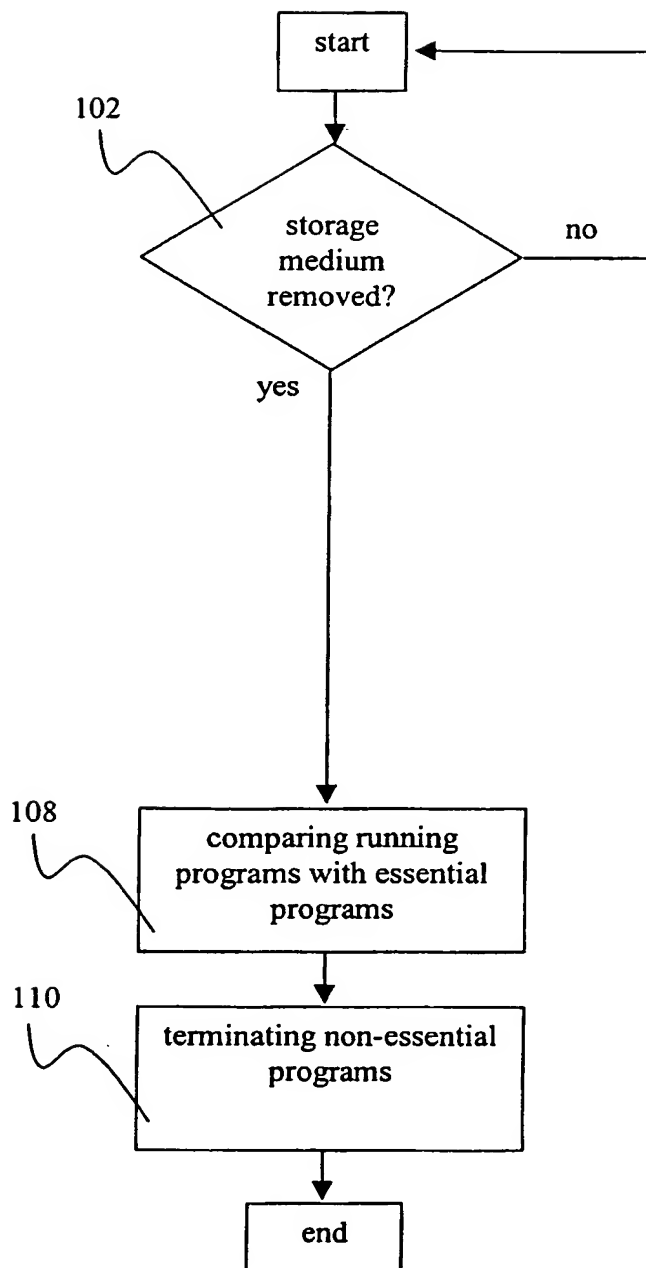 start
102
storage
medium
removed?
no
yes
108
comparing running
programs with essential
programs
110
terminating non-essential
programs
end